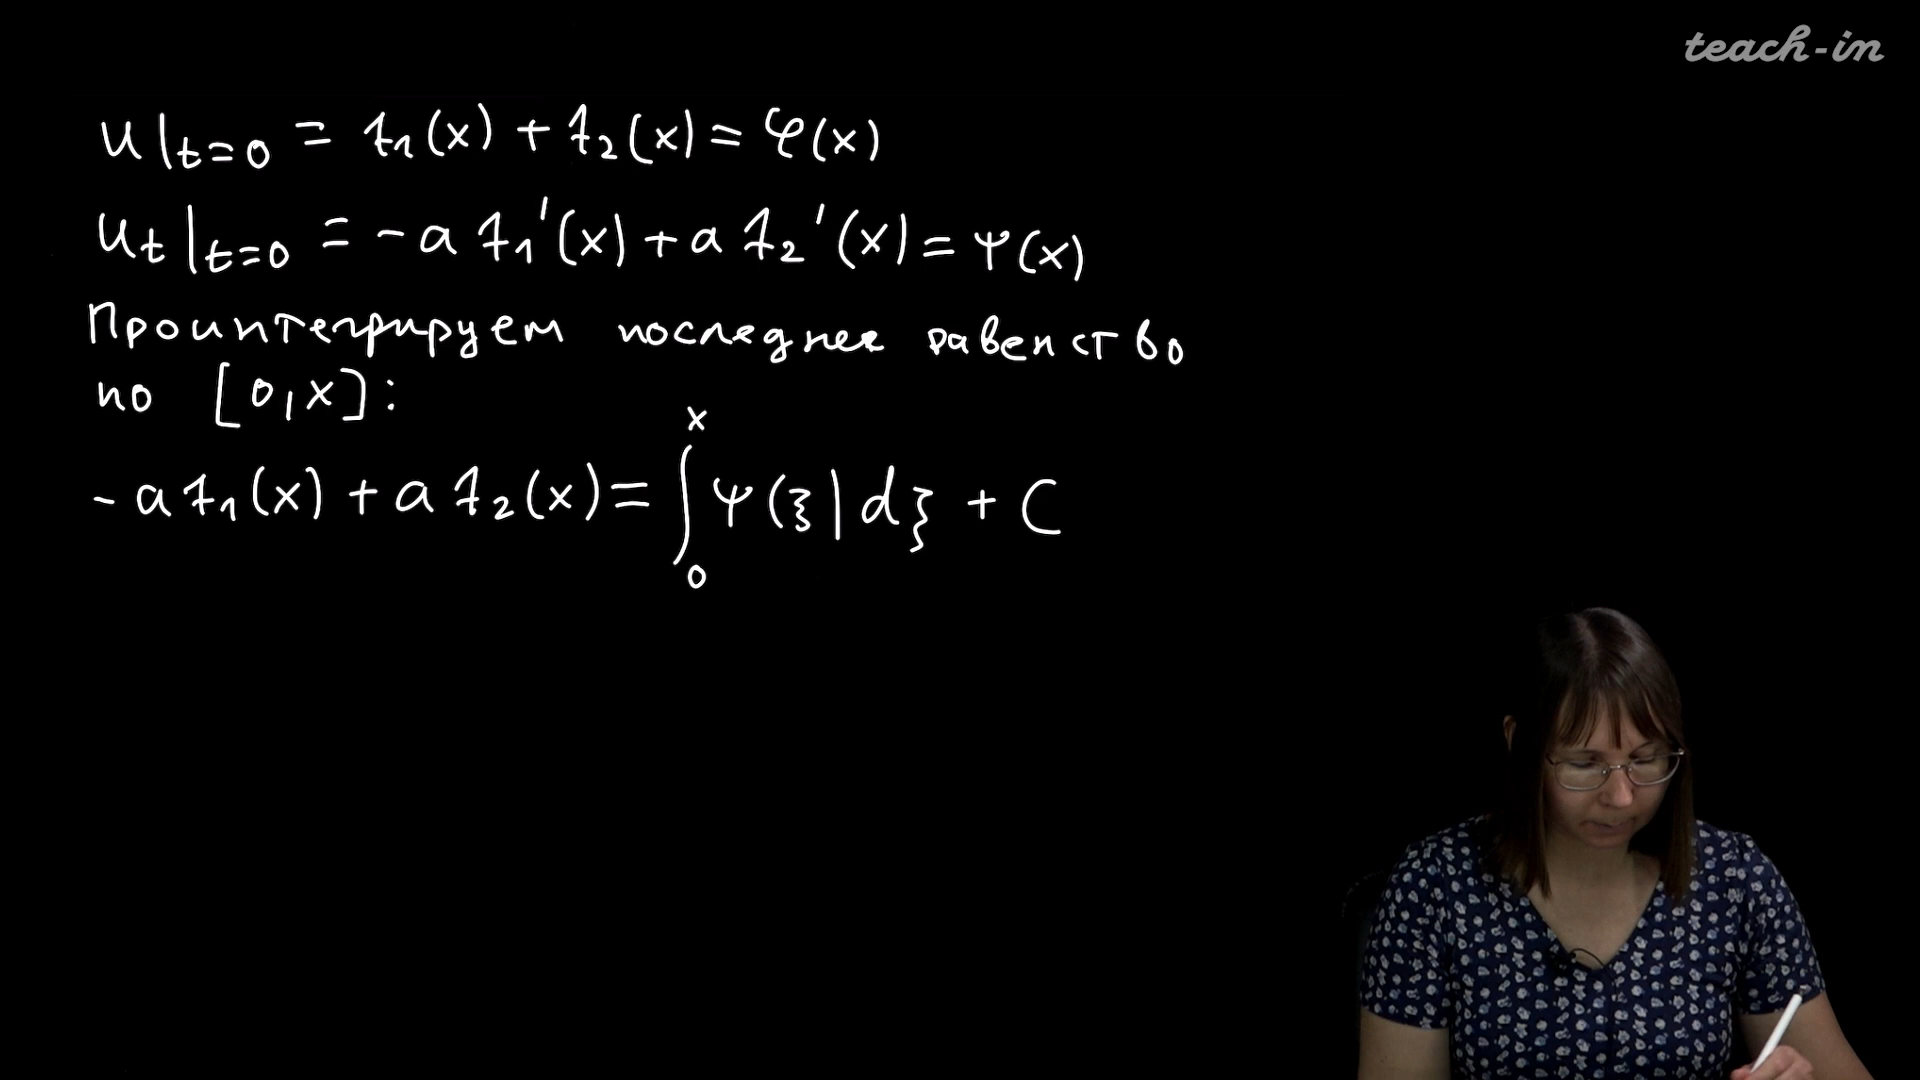 teach-in
u|t=0 = f₁(x) + f₂(x) = φ(x)
uₜ|t=0 = -a f₁'(x) + a f₂'(x) = ψ(x)
Проинтегрируем последнее равенство
по [0,x]:
-a f₁(x) + a f₂(x) = ∫₀ˣ ψ(ξ) dξ + C